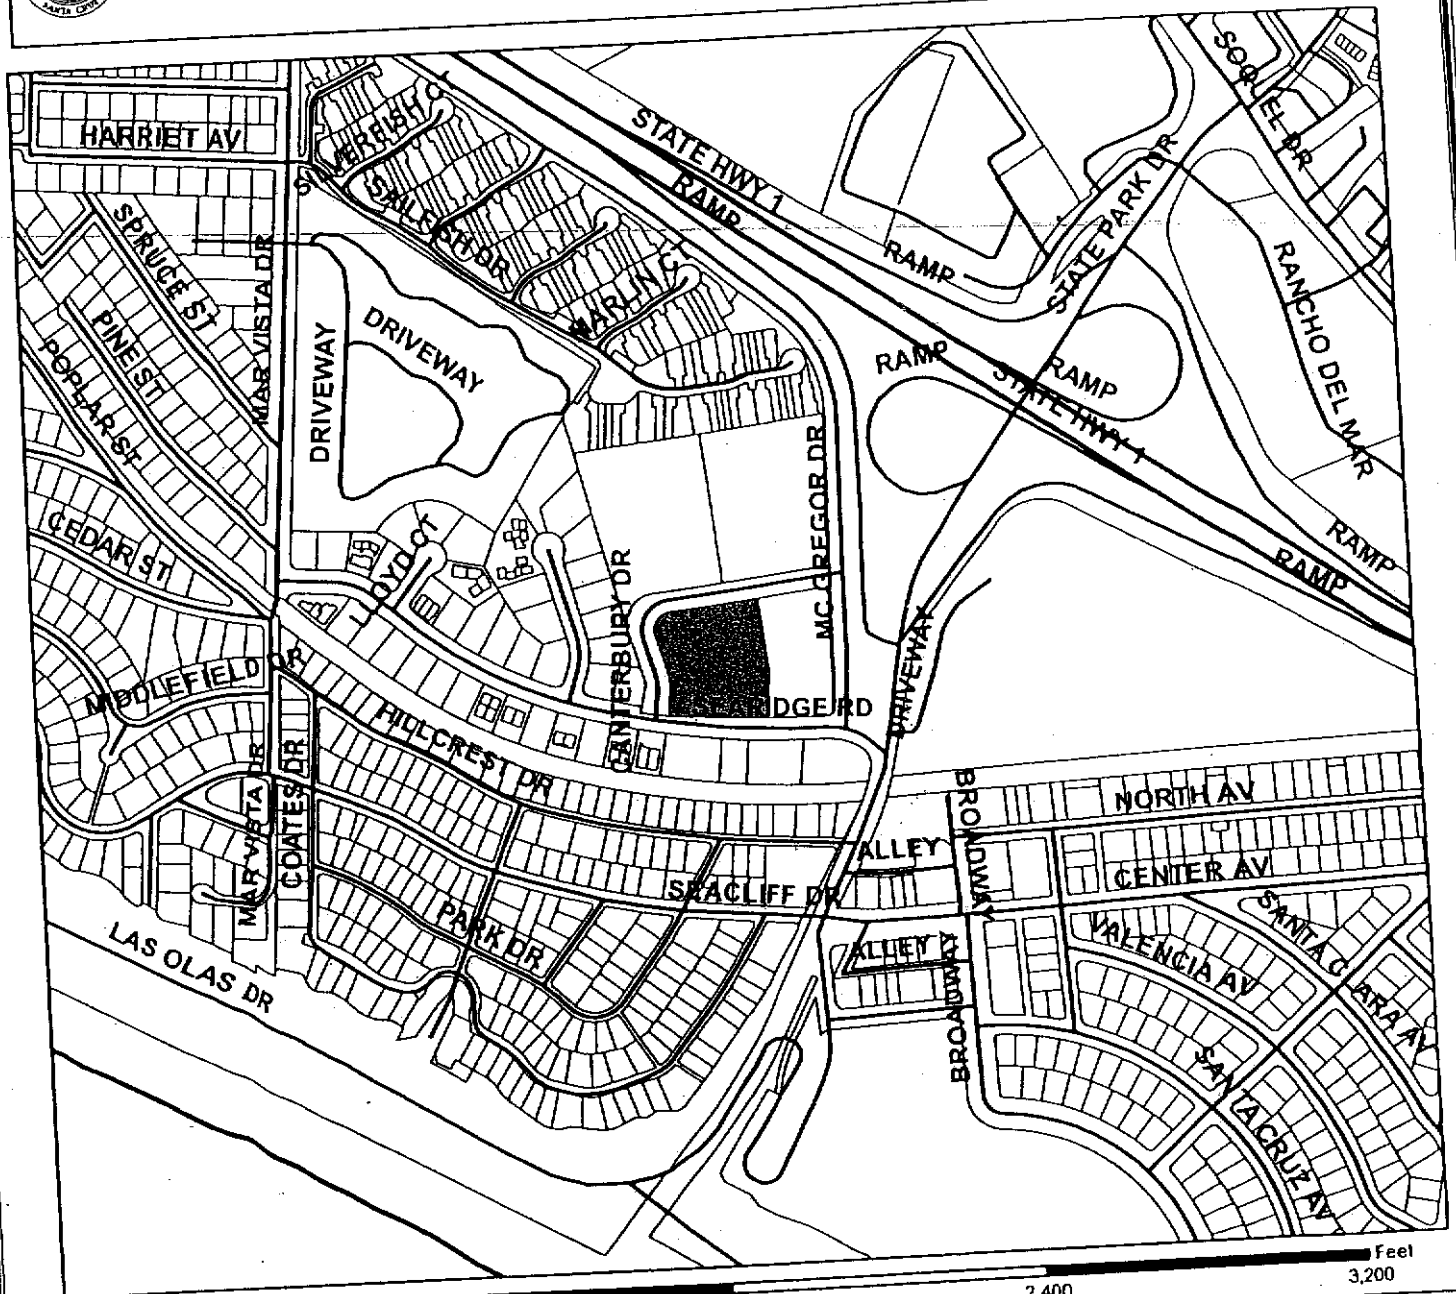 SANTA CRUZ
SOQUEL DR
HARRIET AV
STATE HWY 1
SILVERFISH C
STATE PARK DR
RAMP
SAILFISH DR
SPRUCE ST
RAMP
MAR VISTA DR
MARLIN C
RANCHO DEL MAR
PINE ST
DRIVEWAY
DRIVEWAY
POPLAR ST
RAMP
RAMP
STATE HWY 1
MC GREGOR DR
CEDAR ST
LLOYD CT
RAMP
RAMP
CANTERBURY DR
DRIVEWAY
MIDDLEFIELD DR
SEARIDGE RD
HILLCREST DR
MAR VISTA DR
COATES DR
BROADWAY
NORTH AV
ALLEY
CENTER AV
SEACLIFF DR
SANTA CLARA AV
PARK DR
VALENCIA AV
ALLEY
LAS OLAS DR
BROADWAY
SANTA CRUZ AV
Feet
2,400
3,200